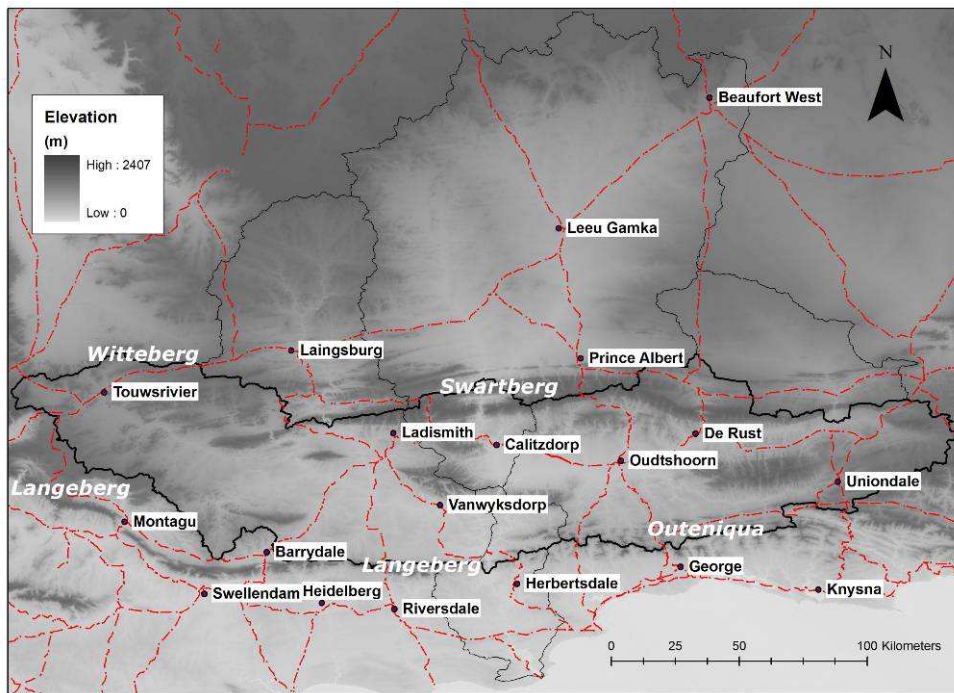 N
Beaufort West
Elevation
(m)
High : 2407
Low : 0
Leeu Gamka
Witteberg
Laingsburg
Prince Albert
Touwsrivier
Swartberg
Ladismith
Calitzdorp
De Rust
Oudtshoorn
Uniondale
Langeberg
Vanwyksdorp
Montagu
Outeniqua
Barrydale
Langeberg
George
Herbertsdale
Knysna
Swellendam
Heidelberg
Riversdale
0 25 50 100 Kilometers